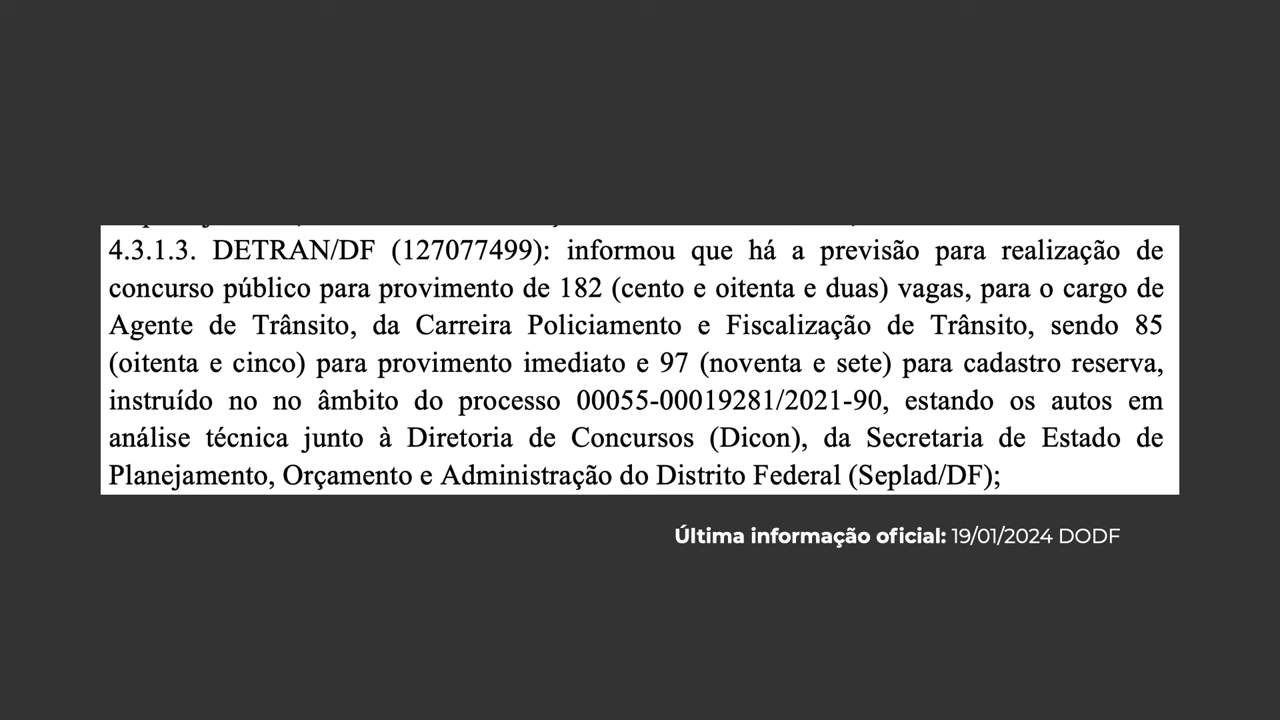 4.3.1.3. DETRAN/DF (127077499): informou que há a previsão para realização de
concurso público para provimento de 182 (cento e oitenta e duas) vagas, para o cargo de
Agente de Trânsito, da Carreira Policiamento e Fiscalização de Trânsito, sendo 85
(oitenta e cinco) para provimento imediato e 97 (noventa e sete) para cadastro reserva,
instruído no no âmbito do processo 00055-00019281/2021-90, estando os autos em
análise técnica junto à Diretoria de Concursos (Dicon), da Secretaria de Estado de
Planejamento, Orçamento e Administração do Distrito Federal (Seplad/DF);
Última informação oficial: 19/01/2024 DODF